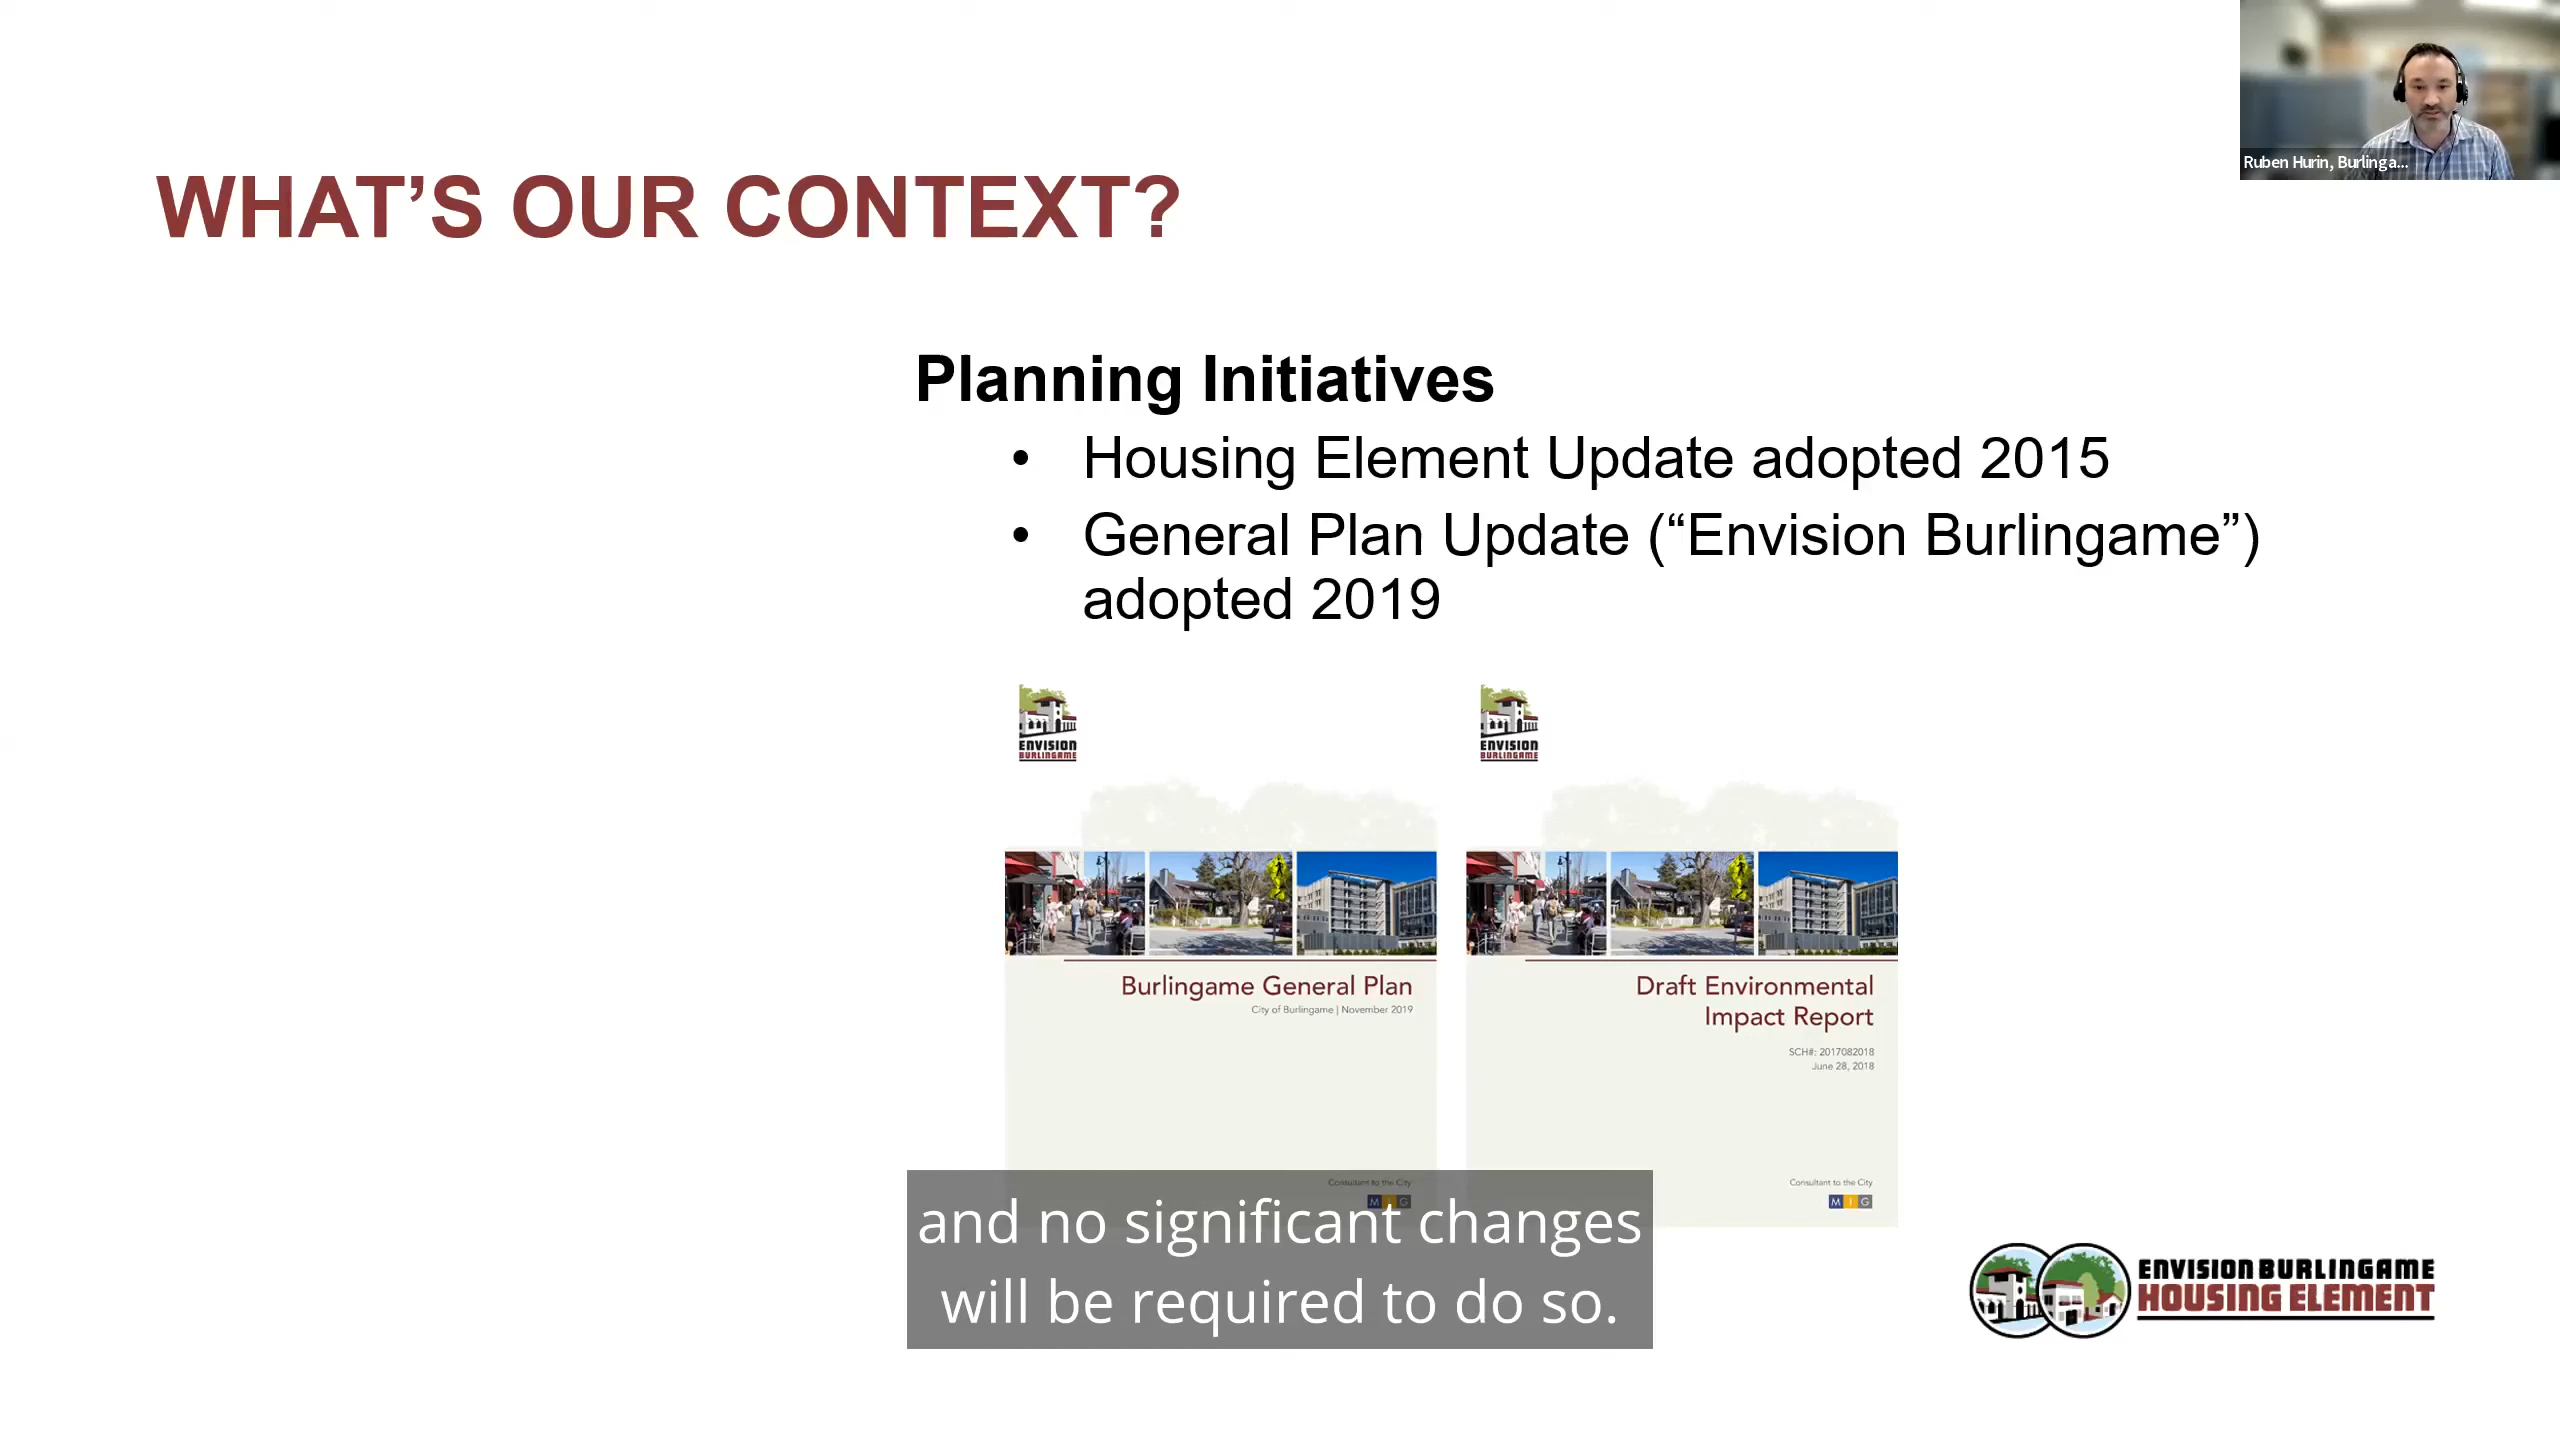 Ruben Hurin, Burlinga...
WHAT’S OUR CONTEXT?
Planning Initiatives
• Housing Element Update adopted 2015
• General Plan Update (“Envision Burlingame”)
adopted 2019
ENVISION
BURLINGAME
ENVISION
BURLINGAME
Burlingame General Plan
City of Burlingame | November 2019
Draft Environmental
Impact Report
SCH#: 2017082018
June 28, 2018
Consultant to the City
MIG
Consultant to the City
MIG
and no significant changes
will be required to do so.
ENVISION BURLINGAME
HOUSING ELEMENT